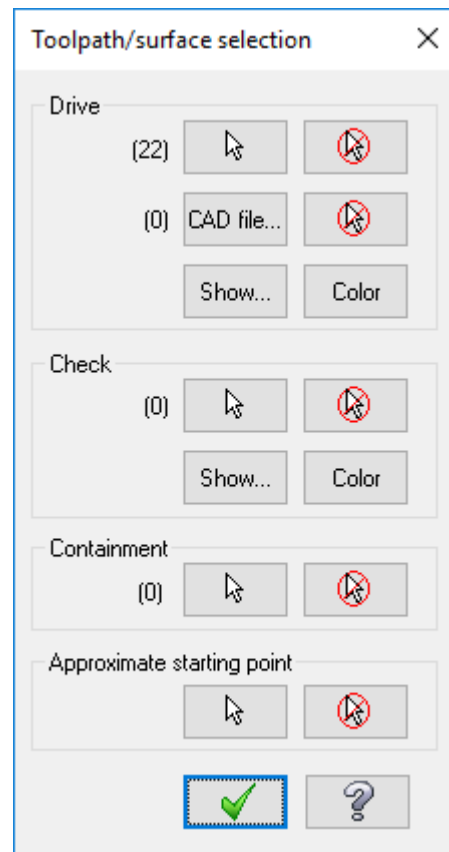 Toolpath/surface selection
Drive
(22)
(0) CAD file...
Show... Color
Check
(0)
Show... Color
Containment
(0)
Approximate starting point